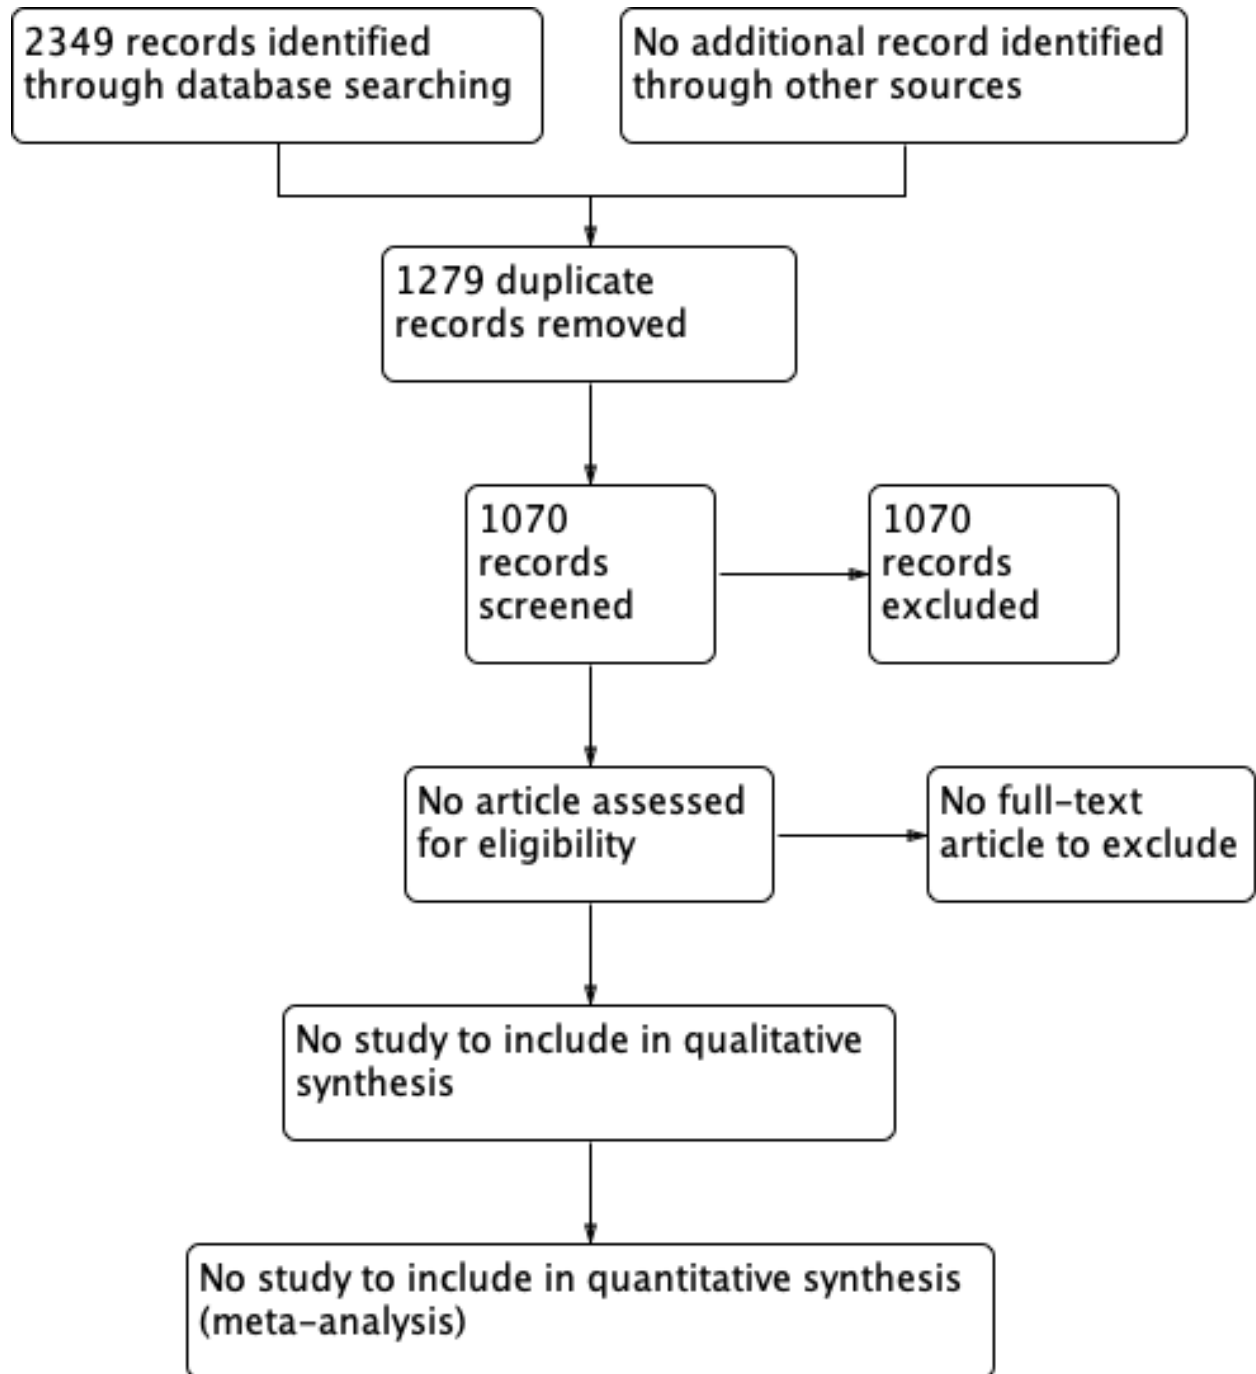 2349 records identified
through database searching
No additional record identified
through other sources
1279 duplicate
records removed
1070
records
screened
1070
records
excluded
No article assessed
for eligibility
No full-text
article to exclude
No study to include in qualitative
synthesis
No study to include in quantitative synthesis
(meta-analysis)